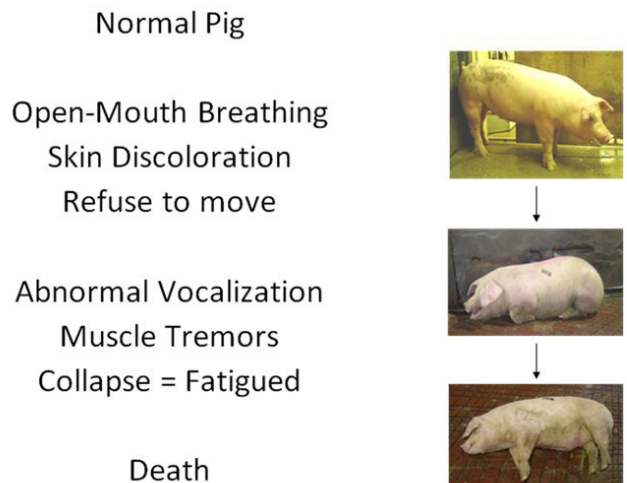 Normal Pig
Open-Mouth Breathing
Skin Discoloration
Refuse to move
Abnormal Vocalization
Muscle Tremors
Collapse = Fatigued
Death